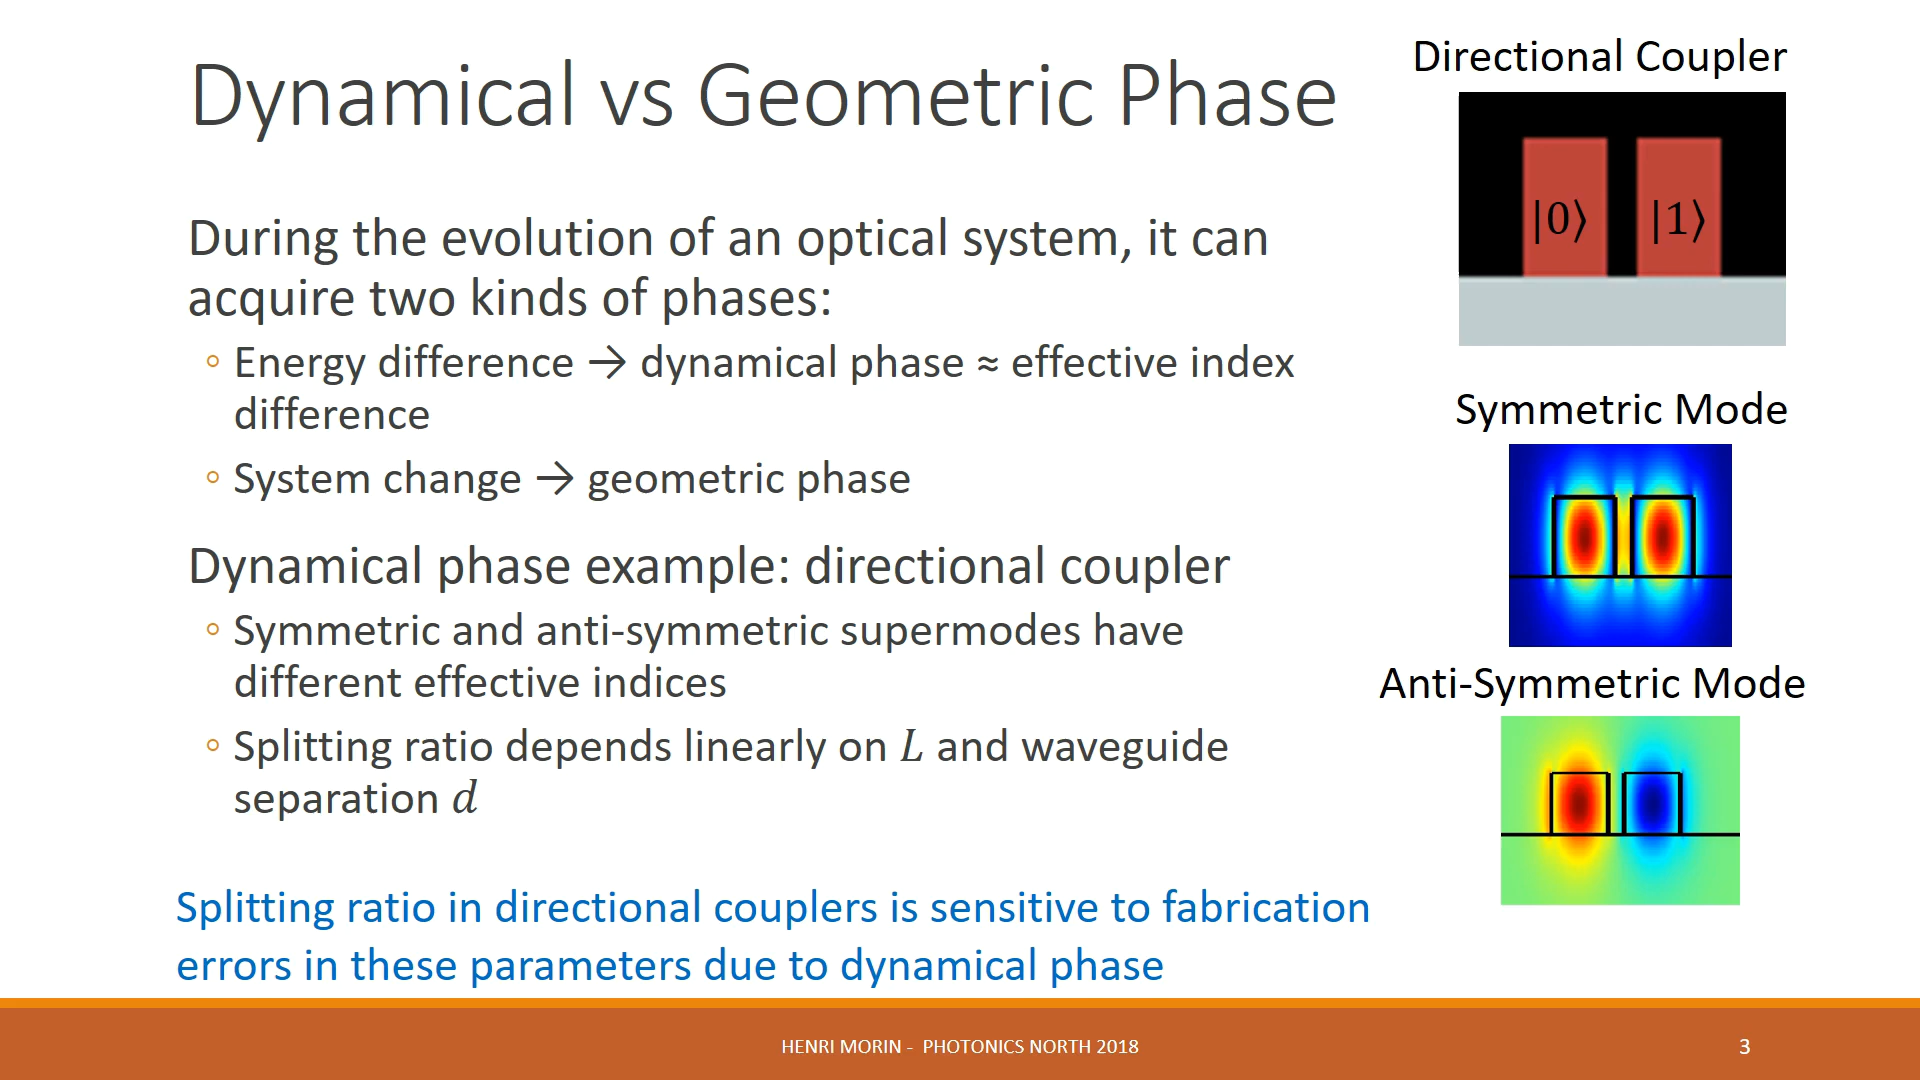 Dynamical vs Geometric Phase
During the evolution of an optical system, it can
acquire two kinds of phases:
◦ Energy difference → dynamical phase ≈ effective index
difference
◦ System change → geometric phase
Dynamical phase example: directional coupler
◦ Symmetric and anti-symmetric supermodes have
different effective indices
◦ Splitting ratio depends linearly on L and waveguide
separation d
Splitting ratio in directional couplers is sensitive to fabrication
errors in these parameters due to dynamical phase
Directional Coupler
|0⟩ |1⟩
Symmetric Mode
Anti-Symmetric Mode
HENRI MORIN - PHOTONICS NORTH 2018
3